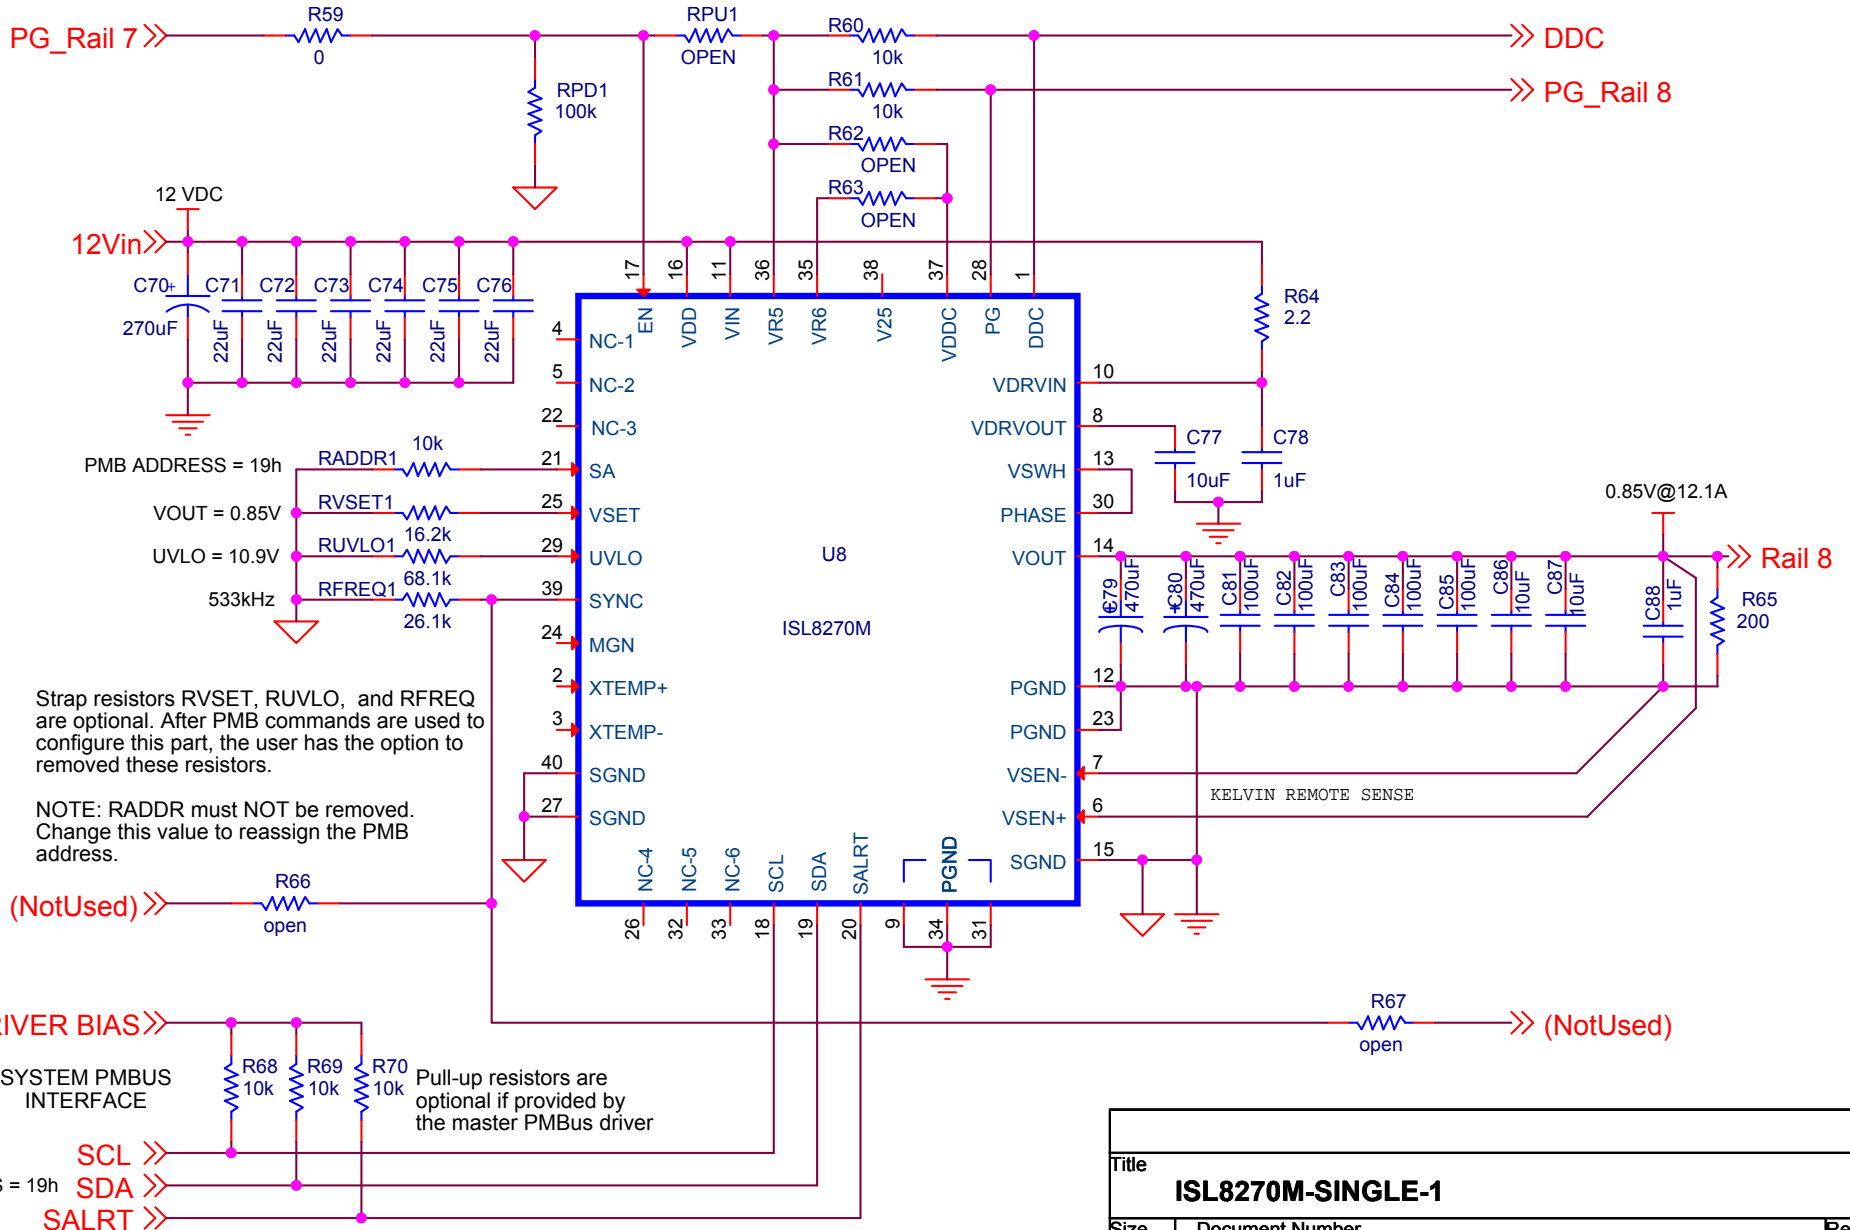 PG_Rail 7
R59
0
RPU1
OPEN
R60
10k
DDC
R61
10k
PG_Rail 8
RPD1
100k
R62
OPEN
R63
OPEN
12 VDC
12Vin
C70
+
270uF
C71
22uF
C72
22uF
C73
22uF
C74
22uF
C75
22uF
C76
22uF
17
16
11
36
35
38
37
28
1
EN
VDD
VIN
VR5
VR6
V25
VDDC
PG
DDC
R64
2.2
4
NC-1
5
NC-2
22
NC-3
PMB ADDRESS = 19h
RADDR1
10k
21
SA
VOUT = 0.85V
RVSET1
16.2k
25
VSET
UVLO = 10.9V
RUVLO1
68.1k
29
UVLO
533kHz
RFREQ1
26.1k
39
SYNC
24
MGN
2
XTEMP+
3
XTEMP-
40
SGND
27
SGND
U8
ISL8270M
VDRVIN
10
VDRVOUT
8
VSWH
13
PHASE
30
VOUT
14
PGND
12
PGND
23
VSEN-
7
VSEN+
6
SGND
15
C77
10uF
C78
1uF
0.85V@12.1A
Rail 8
C79
+
470uF
C80
+
470uF
C81
100uF
C82
100uF
C83
100uF
C84
100uF
C85
100uF
C86
10uF
C87
10uF
C88
1uF
R65
200
KELVIN REMOTE SENSE
Strap resistors RVSET, RUVLO, and RFREQ
are optional. After PMB commands are used to
configure this part, the user has the option to
removed these resistors.
NOTE: RADDR must NOT be removed.
Change this value to reassign the PMB
address.
NC-4
NC-5
NC-6
SCL
SDA
SALRT
PGND
26
32
33
18
19
20
9
34
31
(NotUsed)
R66
open
R67
open
(NotUsed)
RIVER BIAS
SYSTEM PMBUS
INTERFACE
R68
10k
R69
10k
R70
10k
Pull-up resistors are
optional if provided by
the master PMBus driver
SCL
= 19h
SDA
SALRT
Title
ISL8270M-SINGLE-1
Size
Document Number
Re